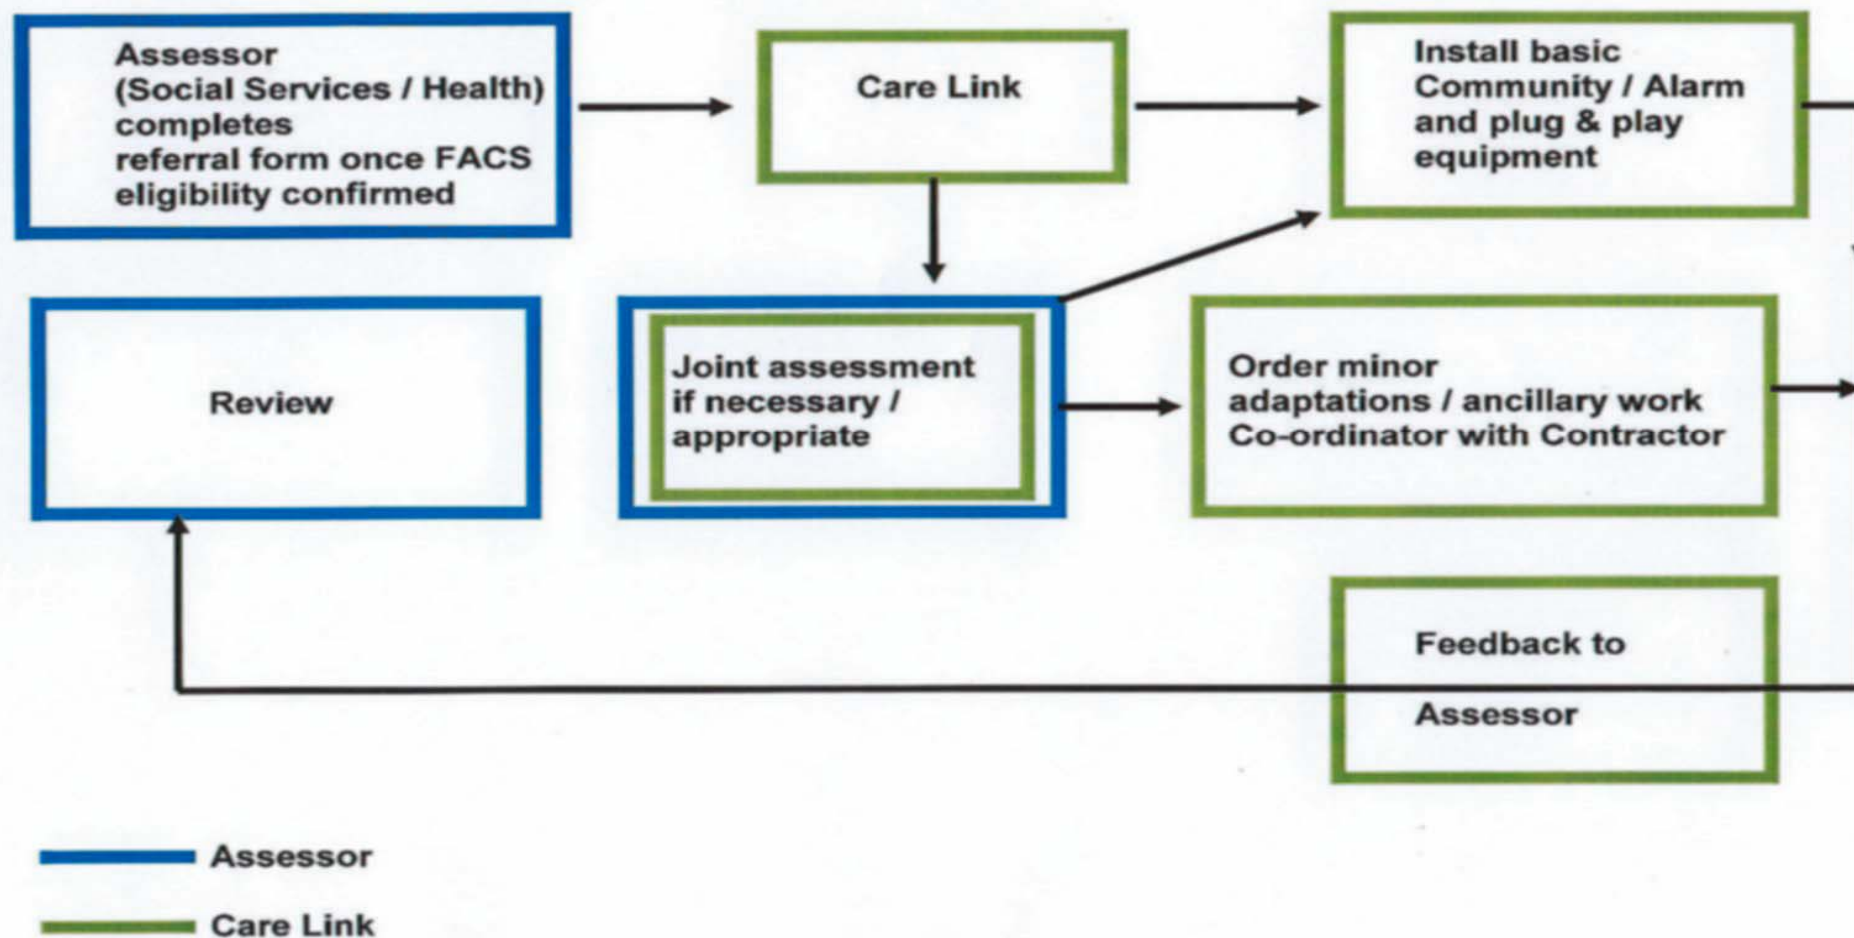 Assessor
(Social Services / Health)
completes
referral form once FACS
eligibility confirmed
Care Link
Install basic
Community / Alarm
and plug & play
equipment
Review
Joint assessment
if necessary /
appropriate
Order minor
adaptations / ancillary work
Co-ordinator with Contractor
Feedback to
Assessor
Assessor
Care Link